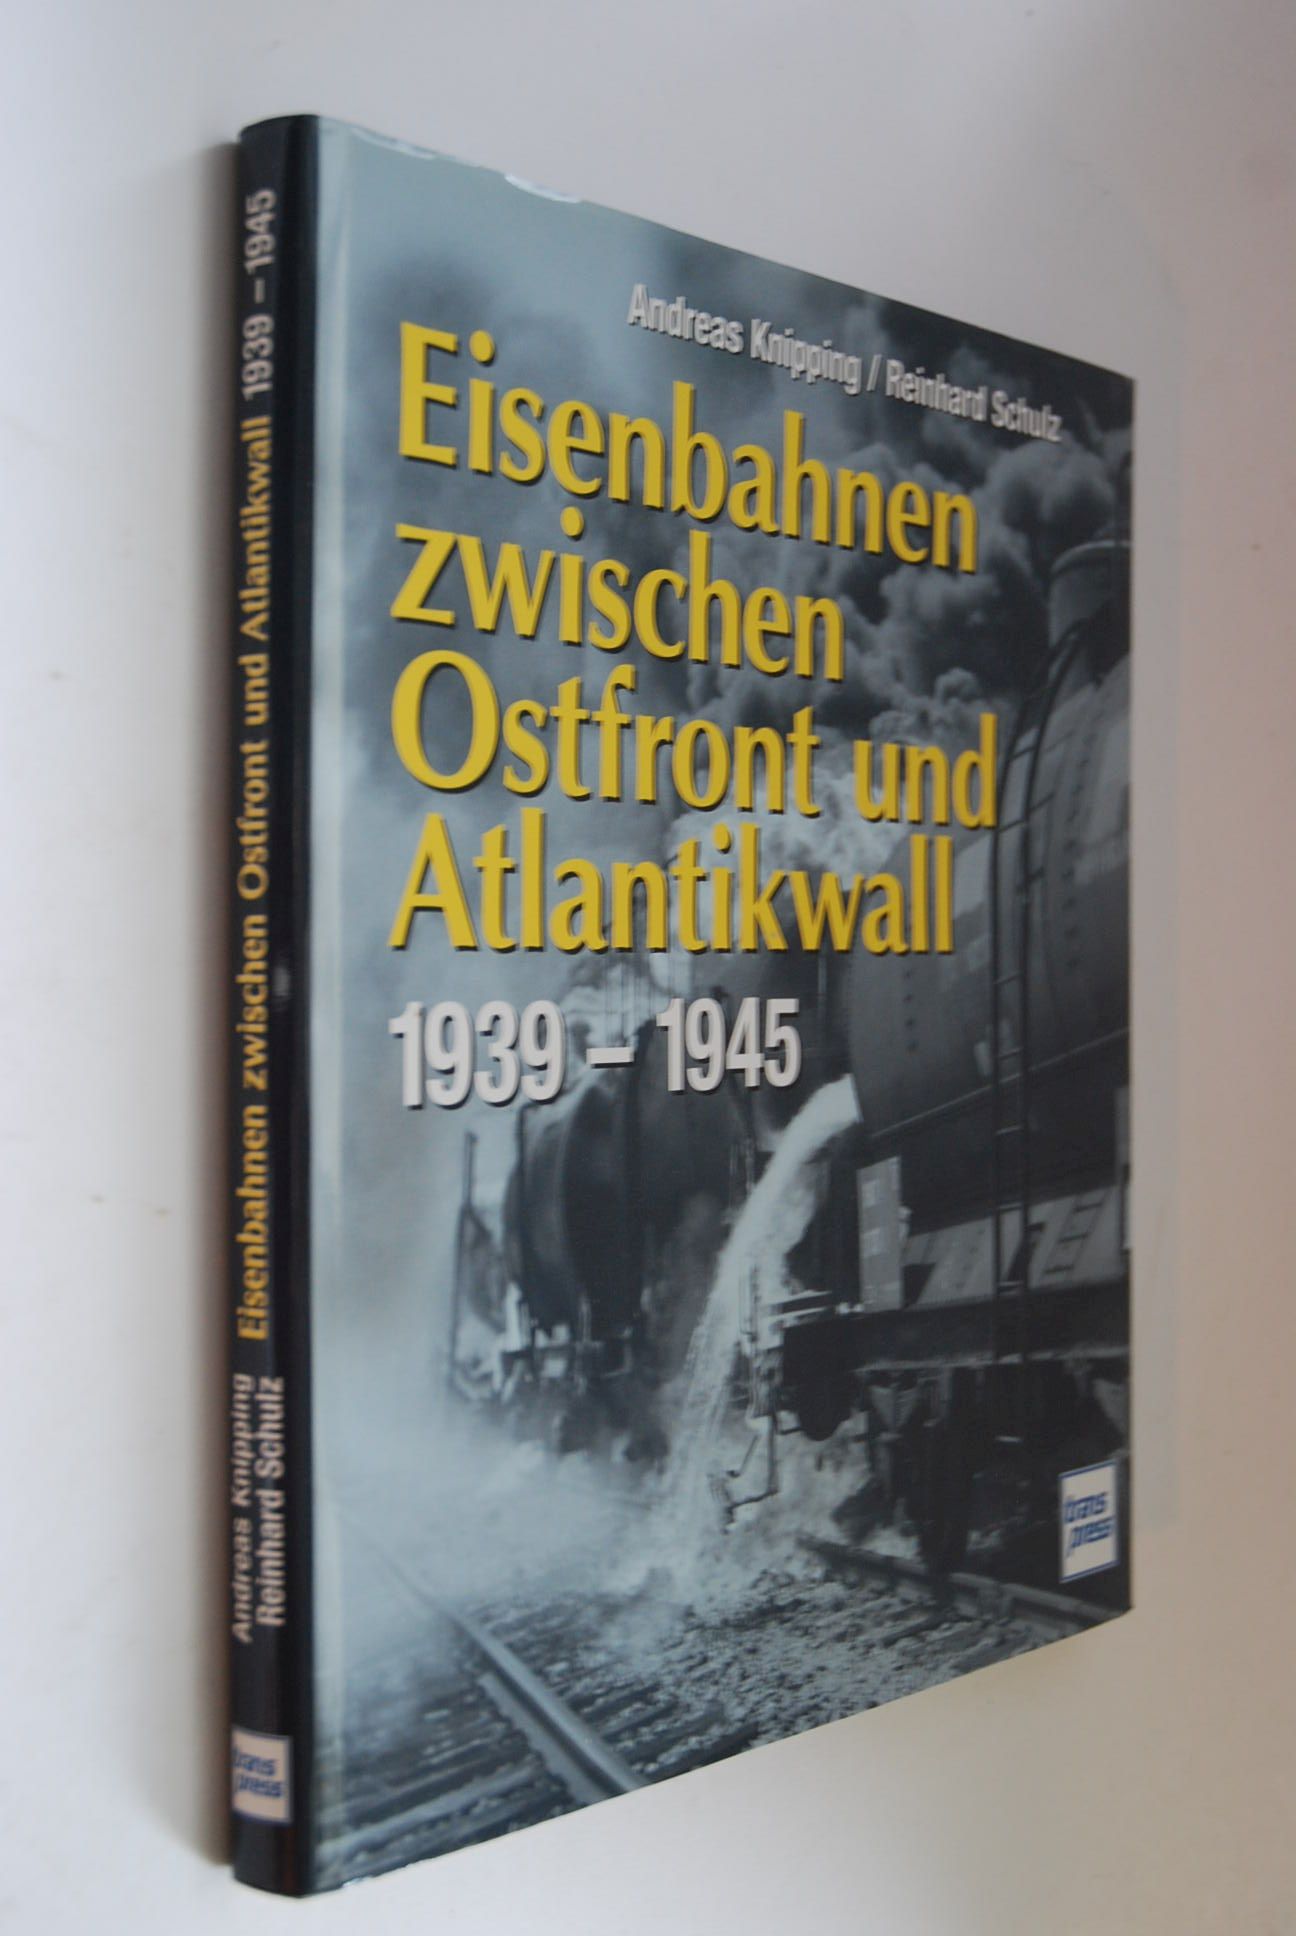 Andreas Knipping / Reinhard Schulz
Eisenbahnen
zwischen
Ostfront und
Atlantikwall
1939 – 1945
trans
press
Andreas Knipping
Reinhard Schulz
Eisenbahnen zwischen Ostfront und Atlantikwall 1939 – 1945
trans
press